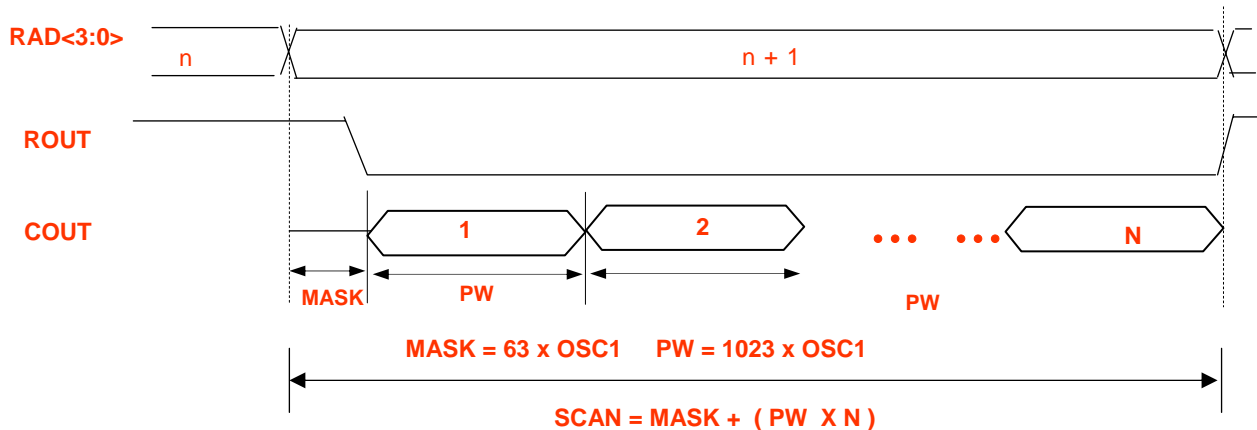 RAD<3:0>
n
n + 1
ROUT
COUT
1
2
••• •••
N
MASK
PW
PW
MASK = 63 x OSC1 PW = 1023 x OSC1
SCAN = MASK + ( PW X N )